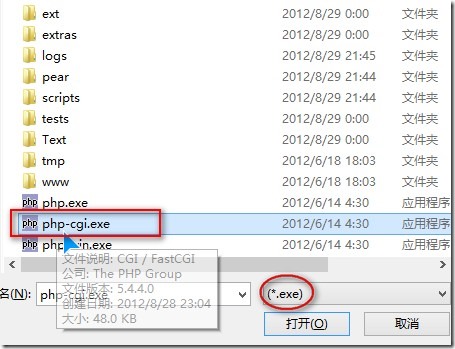 ext 2012/8/29 0:00 文件夹
extras 2012/8/29 0:00 文件夹
logs 2012/8/29 21:45 文件夹
pear 2012/8/29 21:44 文件夹
scripts 2012/8/29 21:44 文件夹
tests 2012/8/29 0:00 文件夹
Text 2012/8/29 0:00 文件夹
tmp 2012/6/18 18:03 文件夹
www 2012/6/18 18:03 文件夹
php php.exe 2012/6/14 4:30 应用程序
php php-cgi.exe 2012/6/14 4:30 应用程序
php 2012/6/14 4:30 应用程序
文件说明: CGI / FastCGI
公司: The PHP Group
文件版本: 5.4.4.0
创建日期: 2012/8/28 23:04
大小: 48.0 KB
名(N): php-cgi.exe (*.exe)
打开(O) 取消